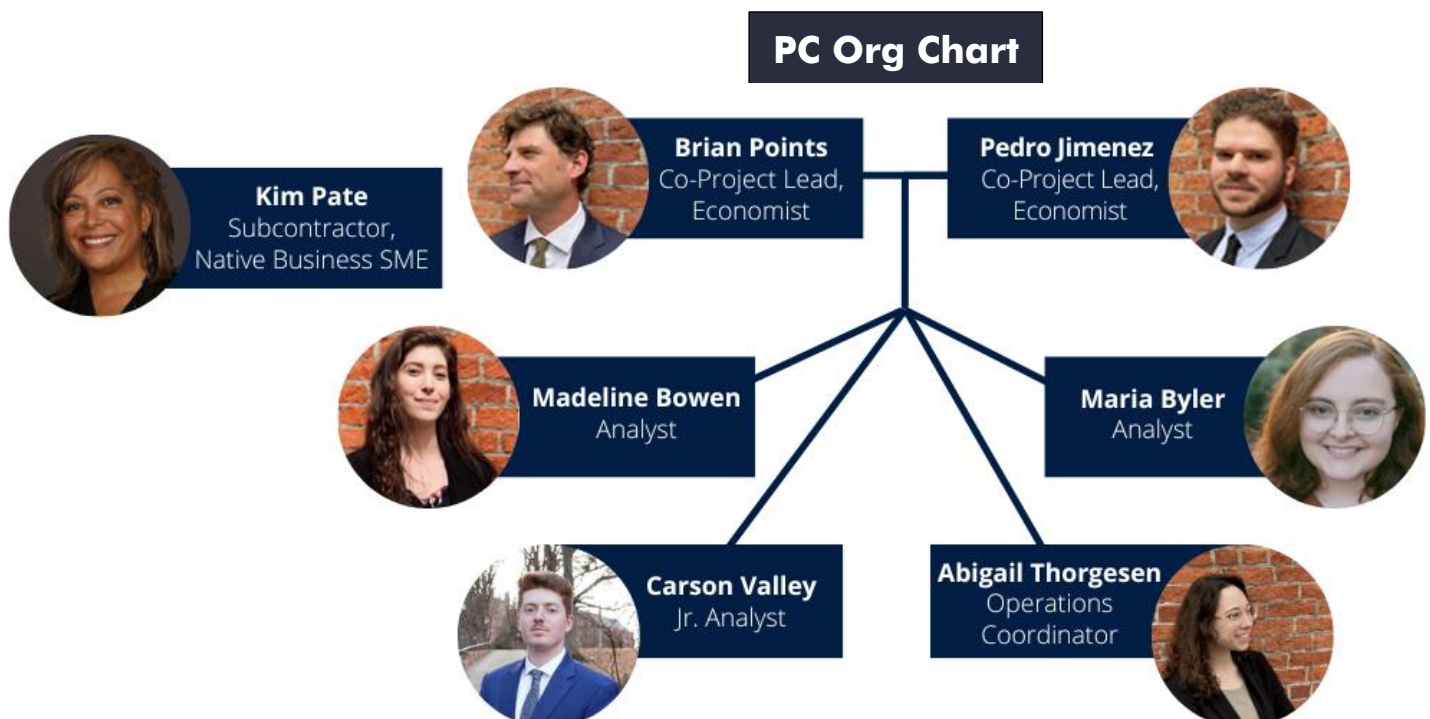 PC Org Chart
Kim Pate
Subcontractor,
Native Business SME
Brian Points
Co-Project Lead,
Economist
Pedro Jimenez
Co-Project Lead,
Economist
Madeline Bowen
Analyst
Maria Byler
Analyst
Carson Valley
Jr. Analyst
Abigail Thorgesen
Operations
Coordinator